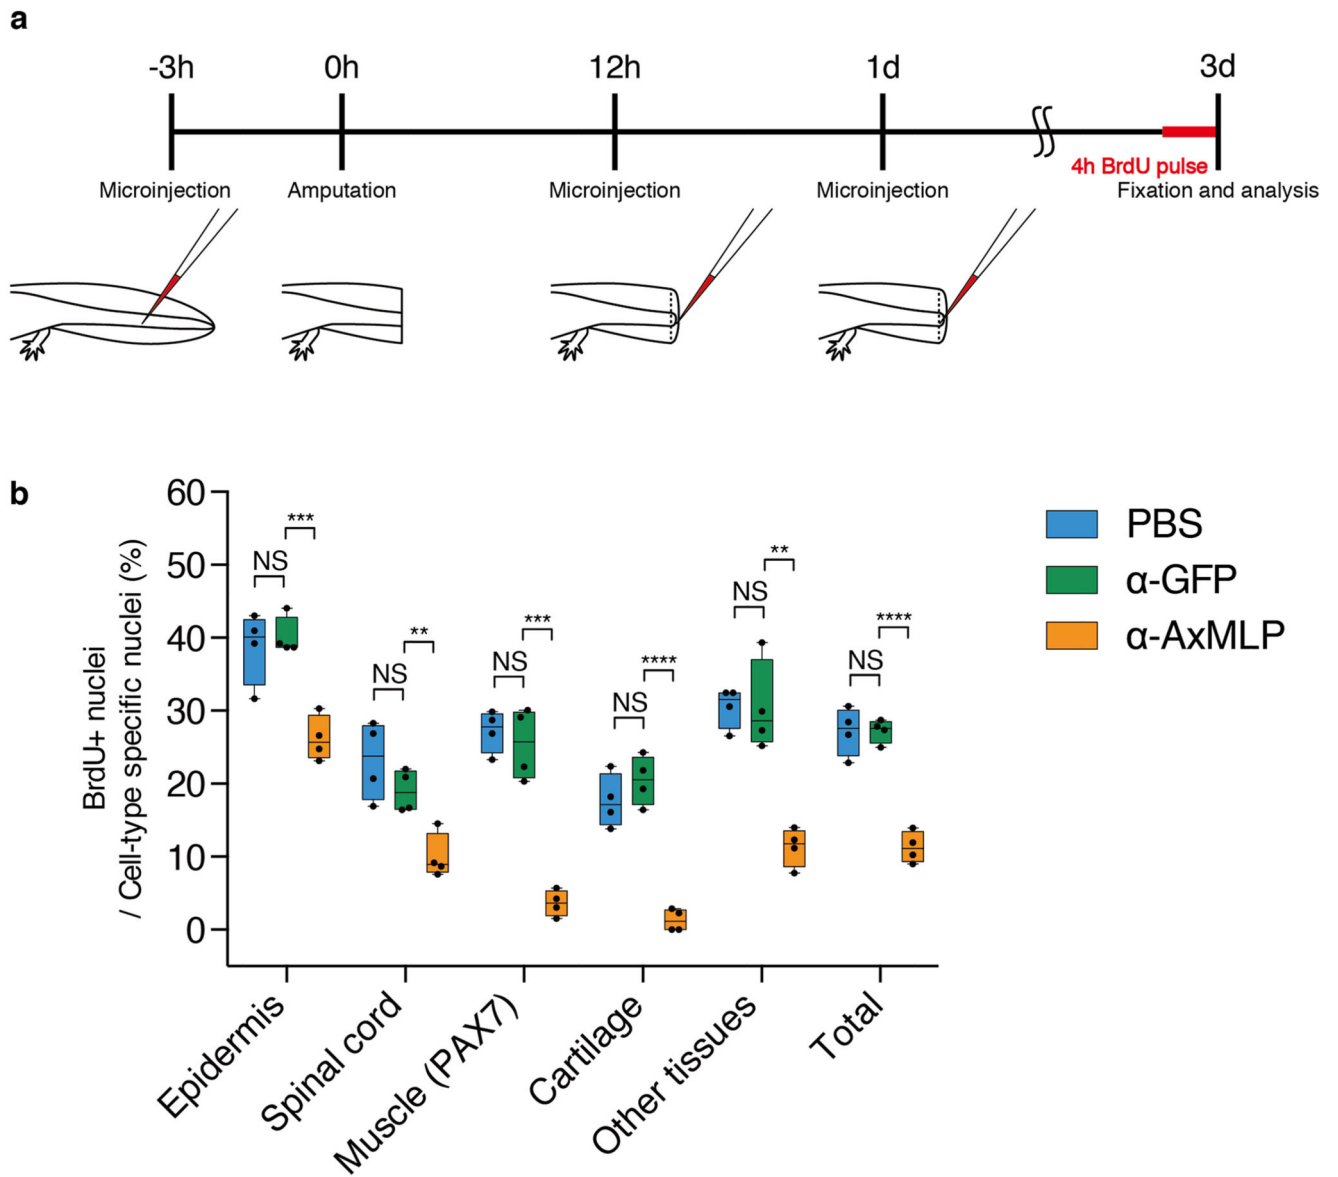 a
-3h 0h 12h 1d 3d
4h BrdU pulse
Microinjection Amputation Microinjection Microinjection Fixation and analysis
b
BrdU+ nuclei
/ Cell-type specific nuclei (%)
60
50
40
30
20
10
0
NS ***
NS **
NS ***
NS ****
NS **
NS ****
Epidermis
Spinal cord
Muscle (PAX7)
Cartilage
Other tissues
Total
PBS
α-GFP
α-AxMLP